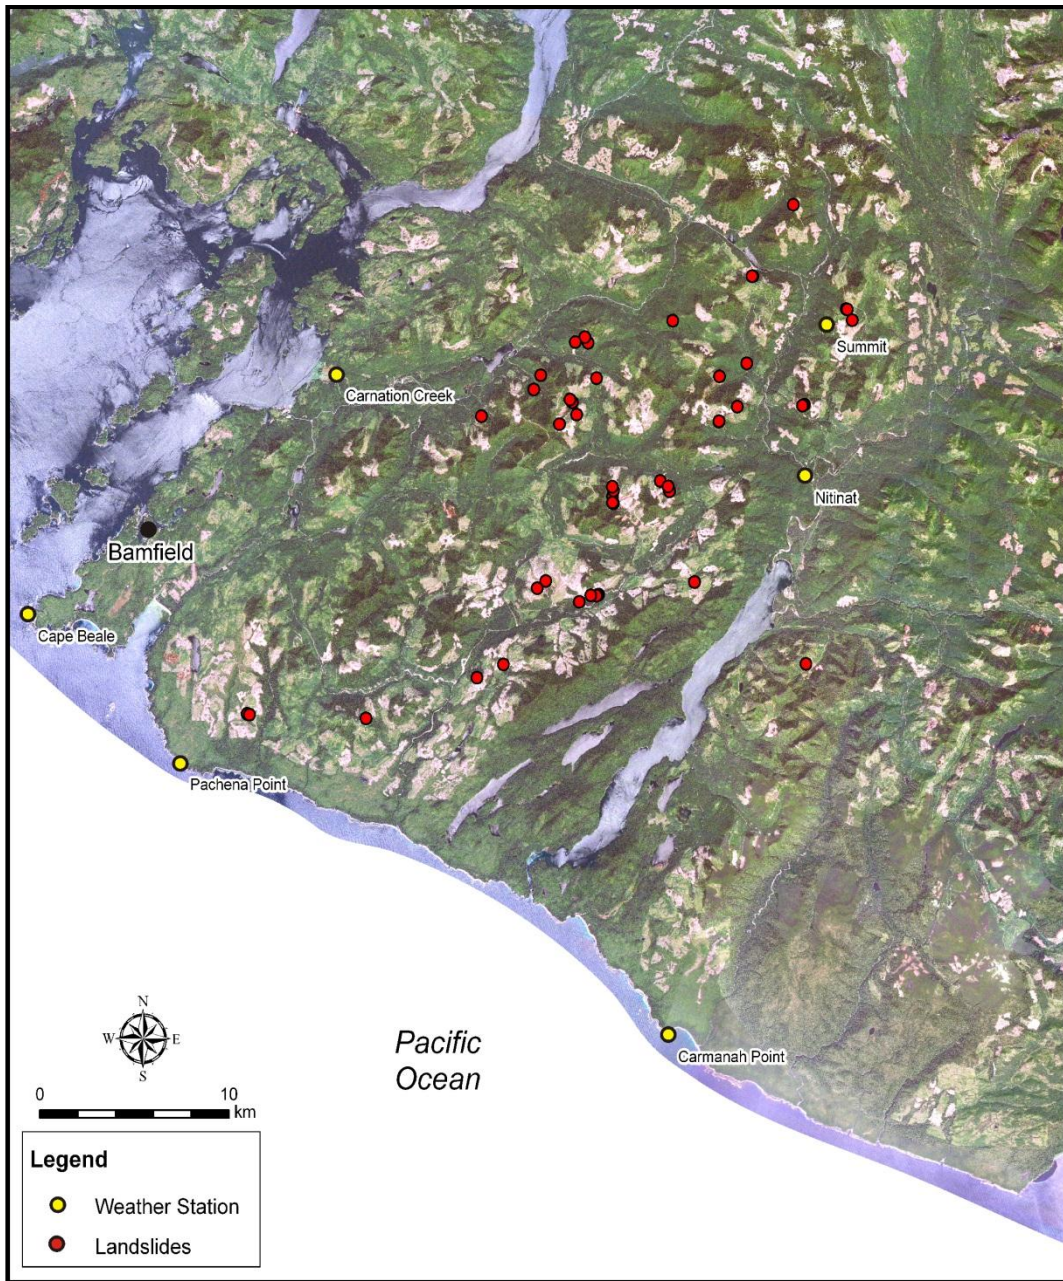 Summit
Carnation Creek
Nitinat
Bamfield
Cape Beale
Pachena Point
N
W E
S
Pacific
Ocean
Carmanah Point
0 10
km
Legend
Weather Station
Landslides